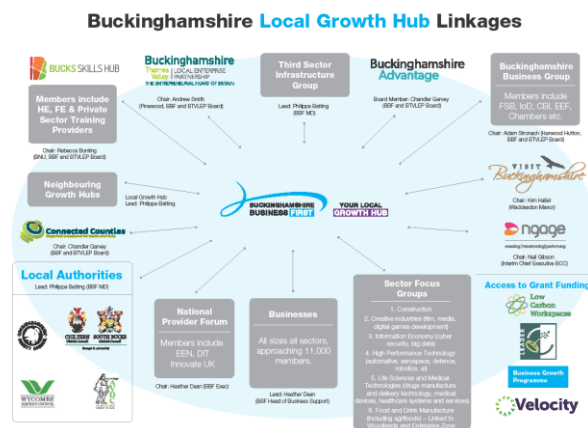 Buckinghamshire Local Growth Hub Linkages
BUCKS SKILLS HUB
Members include
HE, FE & Private
Sector Training
Providers
Chair: Rebecca Bunting
(BNU, BBF and BTVLEP Board)
Buckinghamshire
Thames
Valley
LOCAL ENTERPRISE
PARTNERSHIP
THE ENTREPRENEURIAL HEART OF BRITAIN
Chair: Andrew Smith
(Pinewood, BBF and BTVLEP Board)
Third Sector
Infrastructure
Group
Lead: Philippa Batting
(BBF MD)
Buckinghamshire
Advantage
Board Member: Chandler Garvey
(BBF and BTVLEP Board)
Buckinghamshire
Business Group
Members include
FSB, IoD, CBI, EEF,
Chambers etc.
Chair: Adam Stronach (Harwood Hutton,
BBF and BTVLEP Board)
Neighbouring
Growth Hubs
Local Growth Hub
Lead: Philippa Batting
BUCKINGHAMSHIRE
BUSINESS FIRST
YOUR LOCAL
GROWTH HUB
VISIT
Buckinghamshire
Chair: Kim Hallet
(Waddesdon Manor)
Connected Counties
Chair: Chandler Garvey
(BBF and BTVLEP Board)
ngage
Chair: Neil Gibson
(Interim Chief Executive BCC)
Local Authorities
Lead: Philippa Batting (BBF MD)
CHILTERN
SOUTH BUCKS
WYCOMBE
DISTRICT COUNCIL
National
Provider Forum
Members include
EEN, DIT
Innovate UK
Chair: Heather Dean (BBF Exec)
Businesses
All sizes all sectors,
approaching 11,000
members.
Lead: Heather Dean
(BBF Head of Business Support)
Sector Focus
Groups
1. Construction
2. Creative industries (film, media,
digital games development)
3. Information Economy (cyber
security, big data)
4. High Performance Technology
(automotive, aerospace, defence,
robotics, ai)
5. Life Sciences and Medical
Technologies (drugs manufacture
and delivery technology, medical
devices, healthcare systems and services)
6. Food and Drink Manufacture
(including agrifoods) – Linked to
Woodlands and Enterprise Zone
Access to Grant Funding
Low
Carbon
Workspaces
LEADER
Business Growth
Programme
Velocity